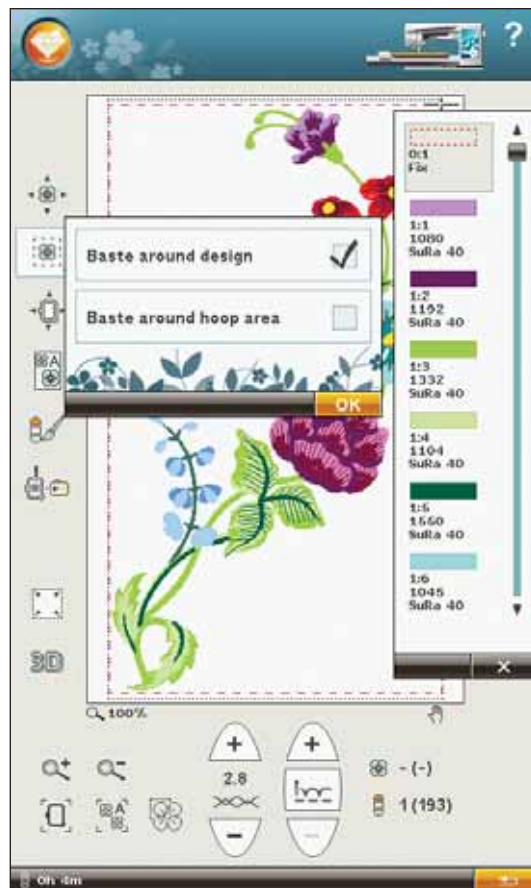 ?
0:1
Fix
1:1
1080
SuRa 40
1:2
1192
SuRa 40
Baste around design
Baste around hoop area
OK
1:3
1332
SuRa 40
1:4
1104
SuRa 40
1:5
1550
SuRa 40
1:6
1045
SuRa 40
A
3D
100%
2.8
- (-)
A
1 (193)
0h 4m